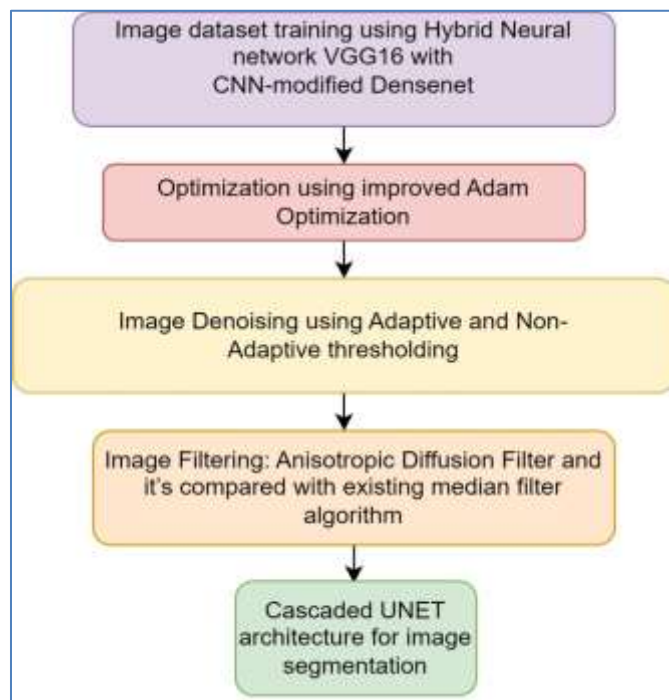 Image dataset training using Hybrid Neural
network VGG16 with
CNN-modified Densenet
Optimization using improved Adam
Optimization
Image Denoising using Adaptive and Non-
Adaptive thresholding
Image Filtering: Anisotropic Diffusion Filter and
it's compared with existing median filter
algorithm
Cascaded UNET
architecture for image
segmentation